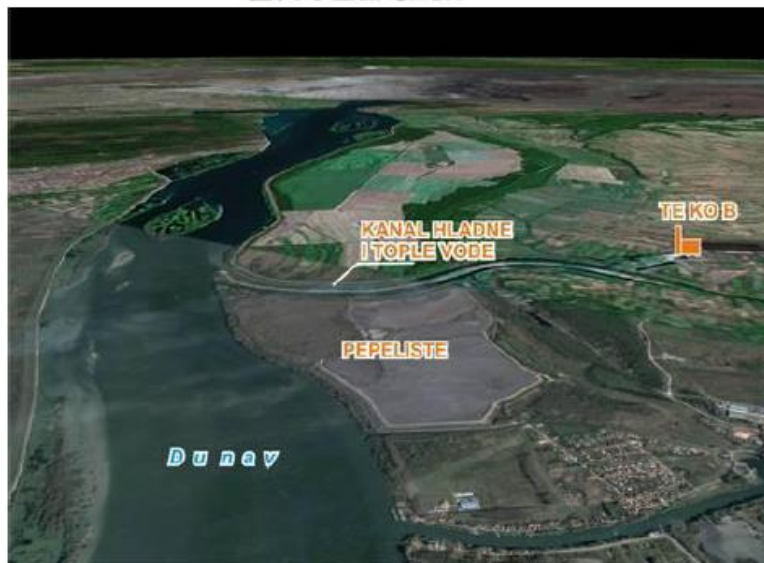 TE KO B
KANAL HLADNE
I TOPLE VODE
PEPELISTE
Dunav